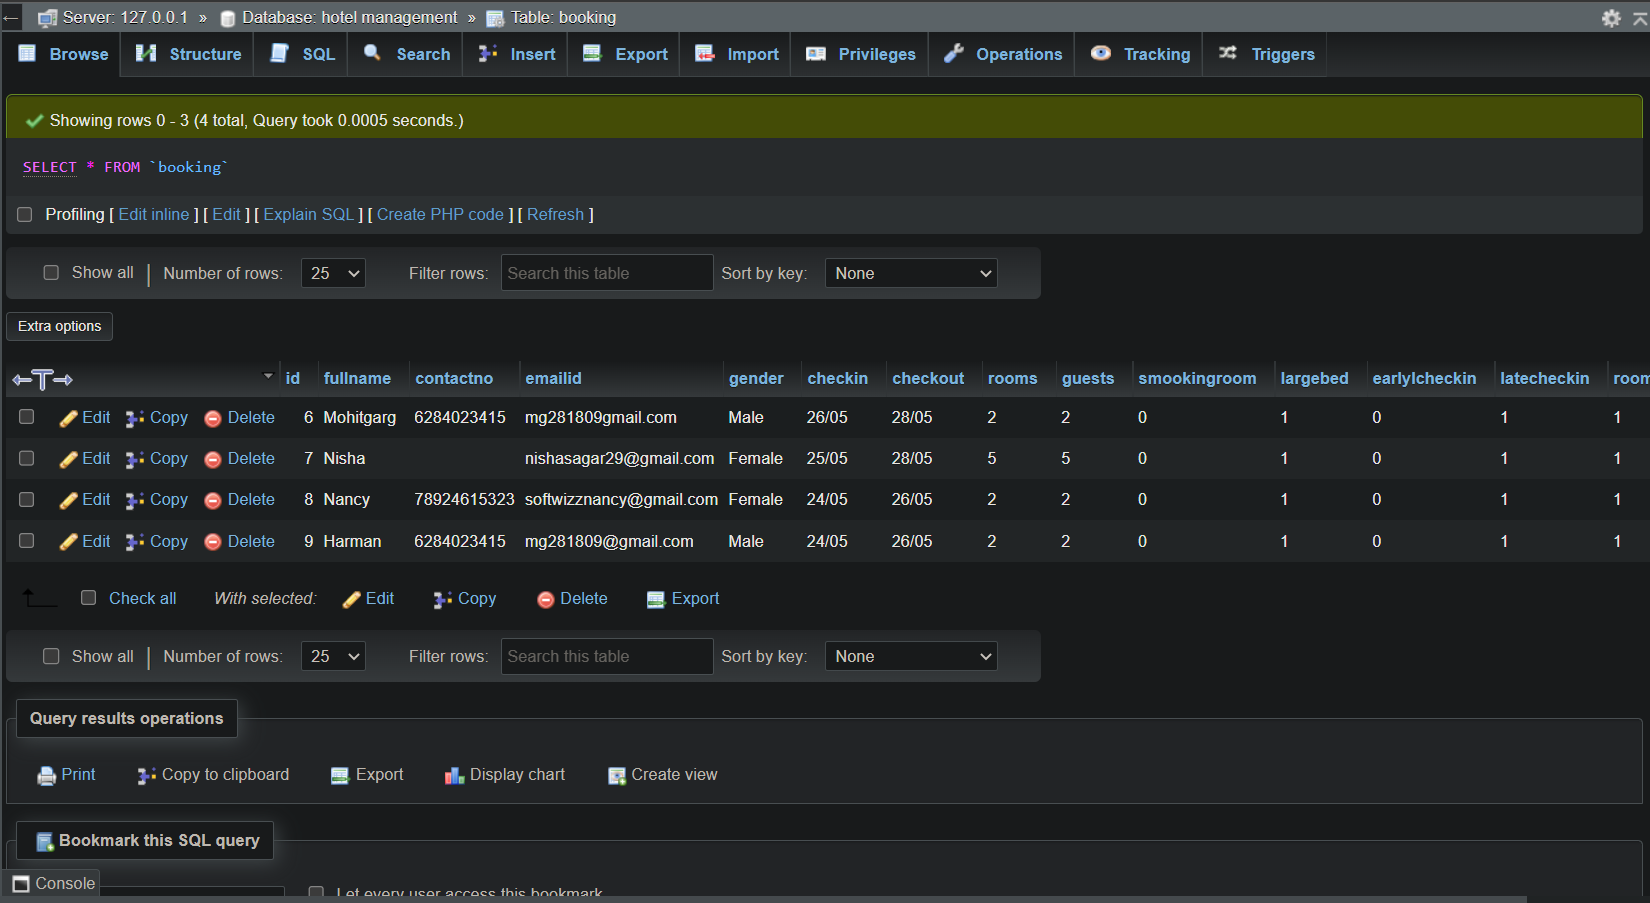 Server: 127.0.0.1 » Database: hotel management » Table: booking
Browse Structure SQL Search Insert Export Import Privileges Operations Tracking Triggers
Showing rows 0 - 3 (4 total, Query took 0.0005 seconds.)
SELECT * FROM `booking`
Profiling [ Edit inline ] [ Edit ] [ Explain SQL ] [ Create PHP code ] [ Refresh ]
Show all | Number of rows: 25 Filter rows: Search this table Sort by key: None
Extra options
id fullname contactno emailid gender checkin checkout rooms guests smookingroom largebed earlylcheckin latecheckin room
Edit Copy Delete 6 Mohitgarg 6284023415 mg281809gmail.com Male 26/05 28/05 2 2 0 1 0 1 1
Edit Copy Delete 7 Nisha nishasagar29@gmail.com Female 25/05 28/05 5 5 0 1 0 1 1
Edit Copy Delete 8 Nancy 78924615323 softwizznancy@gmail.com Female 24/05 26/05 2 2 0 1 0 1 1
Edit Copy Delete 9 Harman 6284023415 mg281809@gmail.com Male 24/05 26/05 2 2 0 1 0 1 1
Check all With selected: Edit Copy Delete Export
Show all | Number of rows: 25 Filter rows: Search this table Sort by key: None
Query results operations
Print Copy to clipboard Export Display chart Create view
Bookmark this SQL query
Console
Let every user access this bookmark